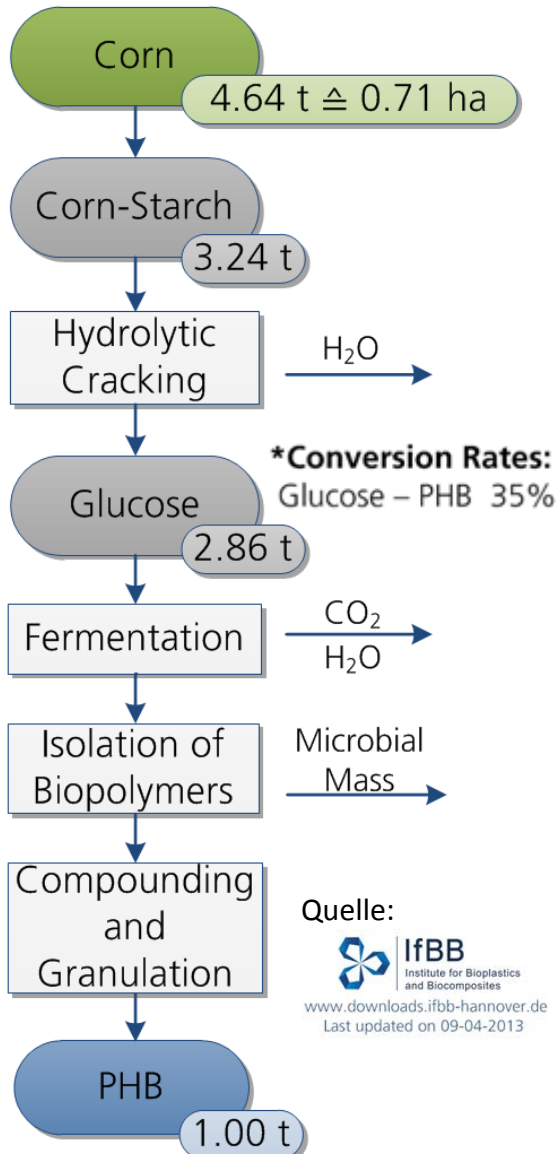 Corn
4.64 t ≙ 0.71 ha
Corn-Starch
3.24 t
Hydrolytic
Cracking
H₂O
*Conversion Rates:
Glucose – PHB 35%
Glucose
2.86 t
Fermentation
CO₂
H₂O
Isolation of
Biopolymers
Microbial
Mass
Compounding
and
Granulation
Quelle:
IfBB
Institute for Bioplastics
and Biocomposites
www.downloads.ifbb-hannover.de
Last updated on 09-04-2013
PHB
1.00 t